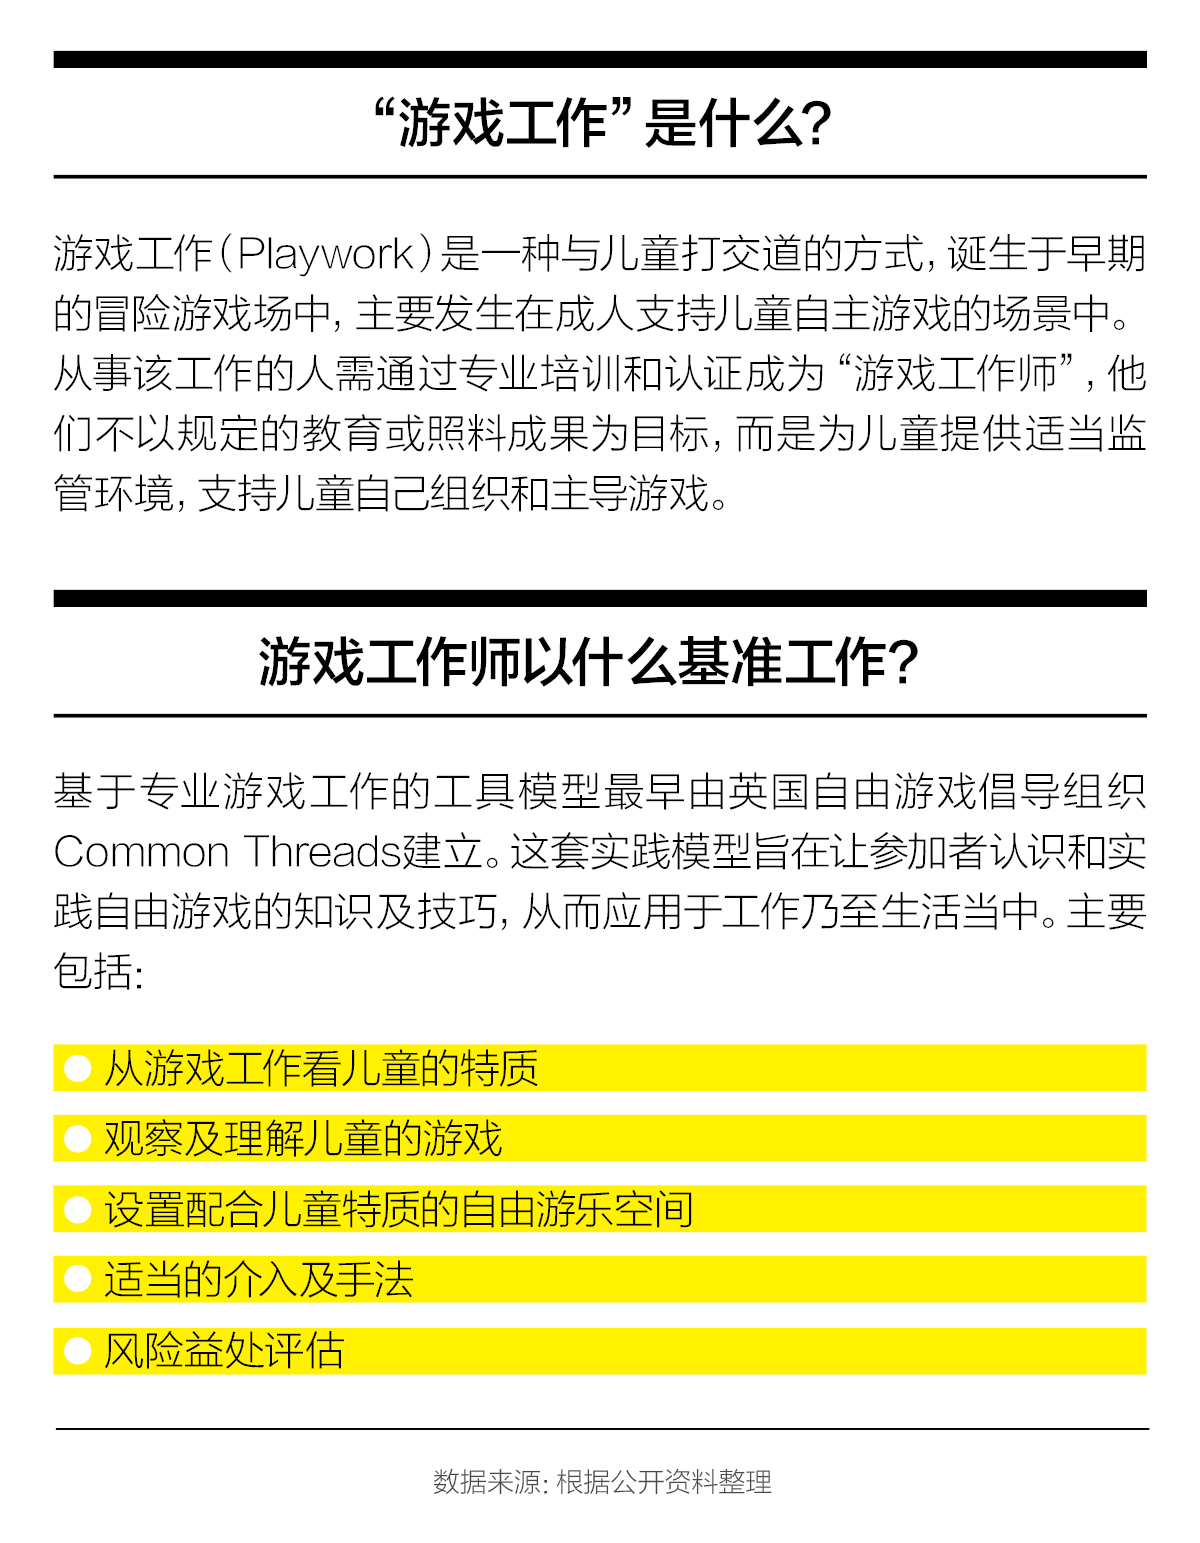 “游戏工作”是什么?
游戏工作(Playwork)是一种与儿童打交道的方式,诞生于早期
的冒险游戏场中,主要发生在成人支持儿童自主游戏的场景中。
从事该工作的人需通过专业培训和认证成为“游戏工作师”,他
们不以规定的教育或照料成果为目标,而是为儿童提供适当监
管环境,支持儿童自己组织和主导游戏。
游戏工作师以什么基准工作?
基于专业游戏工作的工具模型最早由英国自由游戏倡导组织
Common Threads建立。这套实践模型旨在让参加者认识和实
践自由游戏的知识及技巧,从而应用于工作乃至生活当中。主要
包括:
从游戏工作看儿童的特质
观察及理解儿童的游戏
设置配合儿童特质的自由游乐空间
适当的介入及手法
风险益处评估
数据来源:根据公开资料整理